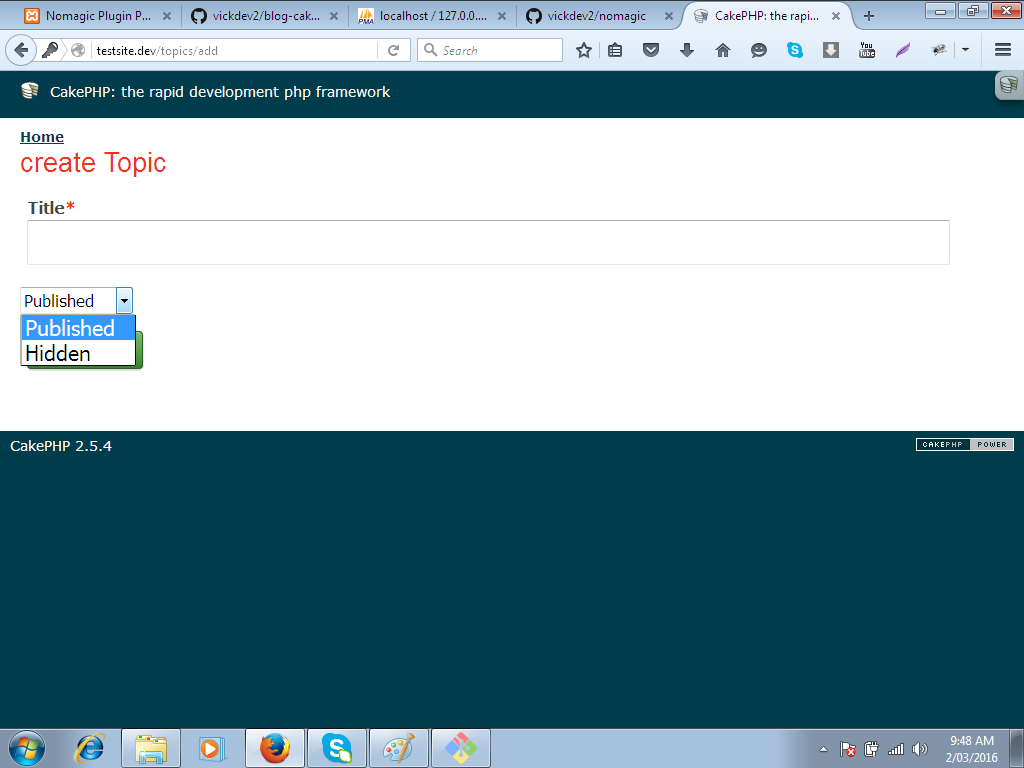 Nomagic Plugin P...
vickdev2/blog-cak...
localhost / 127.0.0....
vickdev2/nomagic
CakePHP: the rapi...
testsite.dev/topics/add
Search
You
Tube
CakePHP: the rapid development php framework
Home
create Topic
Title*
Published
Published
Hidden
CakePHP 2.5.4
CAKEPHP POWER
9:48 AM
2/03/2016